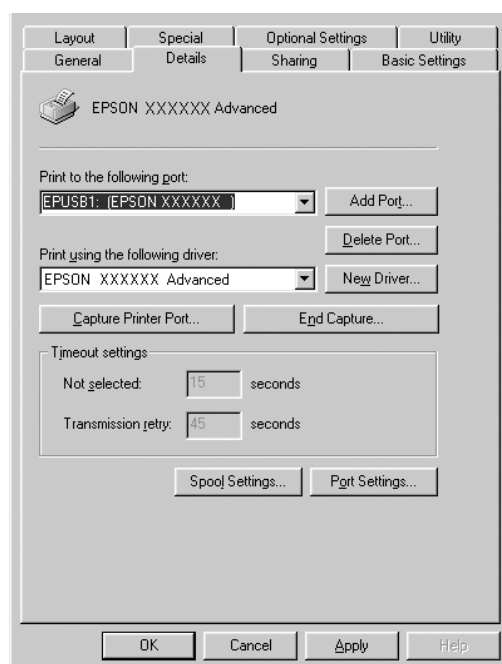 Layout Special Optional Settings Utility
General Details Sharing Basic Settings
EPSON XXXXXX Advanced
Print to the following port:
EPUSB1: (EPSON XXXXXX )
Add Port...
Delete Port...
Print using the following driver:
EPSON XXXXXX Advanced
New Driver...
Capture Printer Port... End Capture...
Timeout settings
Not selected: 15 seconds
Transmission retry: 45 seconds
Spool Settings... Port Settings...
OK Cancel Apply Help